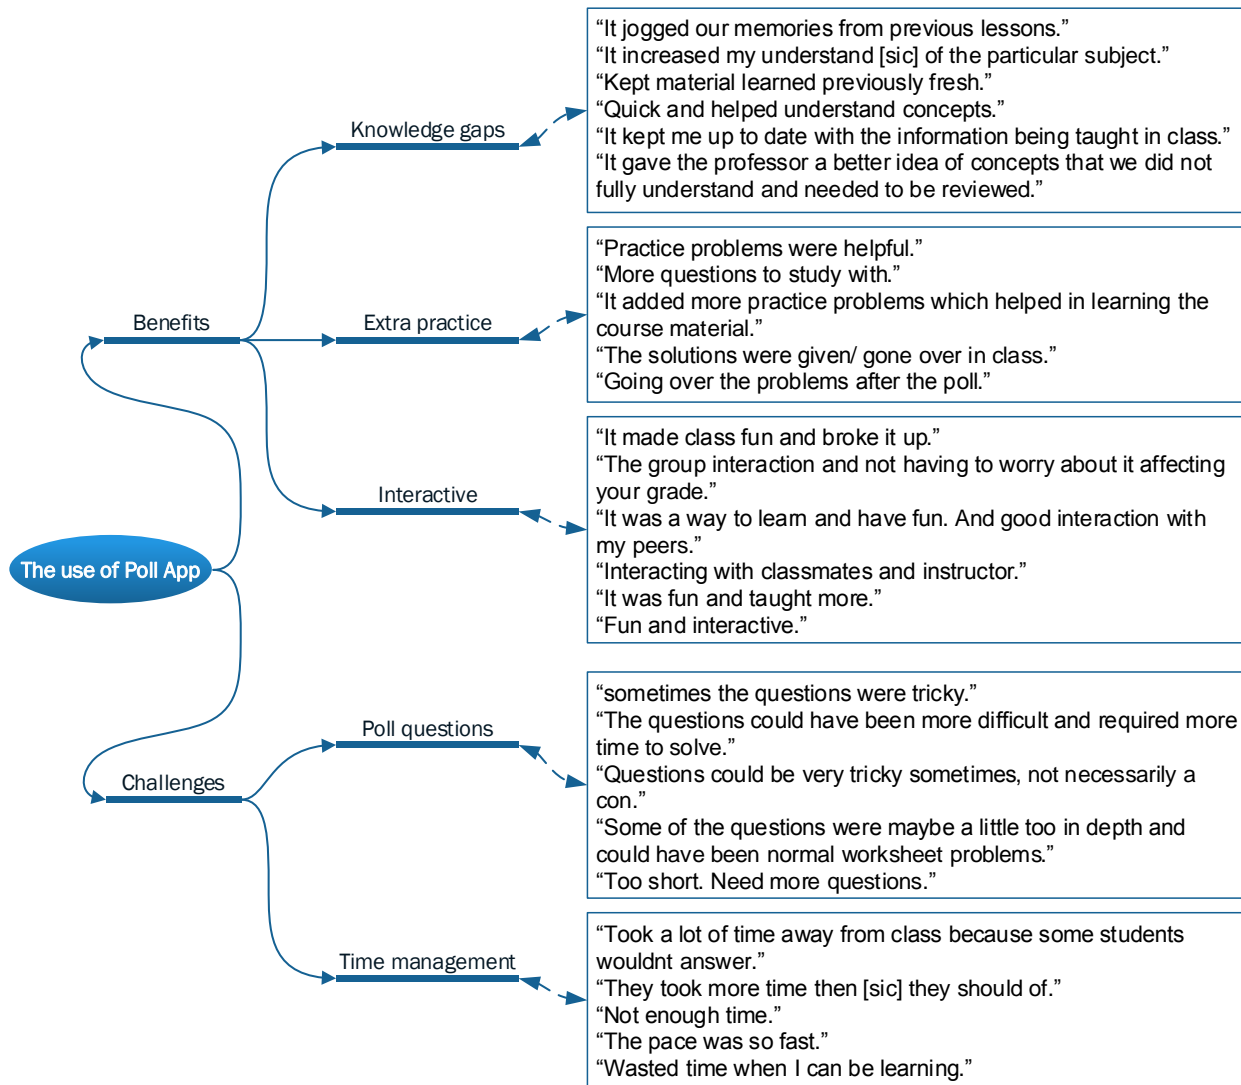 “It jogged our memories from previous lessons.”
“It increased my understand [sic] of the particular subject.”
“Kept material learned previously fresh.”
“Quick and helped understand concepts.”
“It kept me up to date with the information being taught in class.”
“It gave the professor a better idea of concepts that we did not
fully understand and needed to be reviewed.”
Knowledge gaps
“Practice problems were helpful.”
“More questions to study with.”
“It added more practice problems which helped in learning the
course material.”
“The solutions were given/ gone over in class.”
“Going over the problems after the poll.”
Benefits
Extra practice
“It made class fun and broke it up.”
“The group interaction and not having to worry about it affecting
your grade.”
“It was a way to learn and have fun. And good interaction with
my peers.”
“Interacting with classmates and instructor.”
“It was fun and taught more.”
“Fun and interactive.”
Interactive
The use of Poll App
“sometimes the questions were tricky.”
“The questions could have been more difficult and required more
time to solve.”
“Questions could be very tricky sometimes, not necessarily a
con.”
“Some of the questions were maybe a little too in depth and
could have been normal worksheet problems.”
“Too short. Need more questions.”
Poll questions
Challenges
“Took a lot of time away from class because some students
wouldnt answer.”
“They took more time then [sic] they should of.”
“Not enough time.”
“The pace was so fast.”
“Wasted time when I can be learning.”
Time management